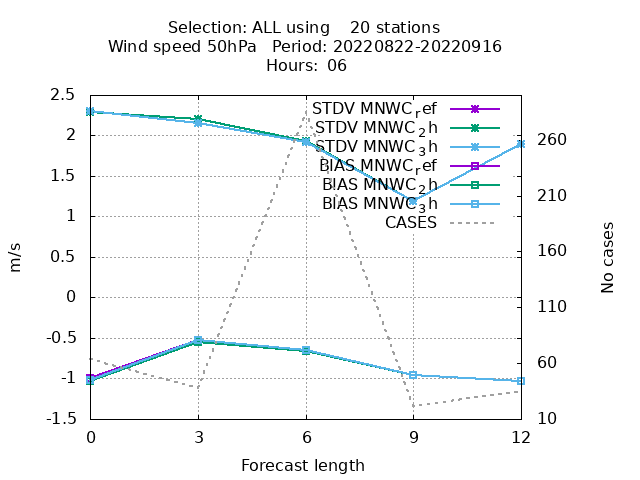 Selection: ALL using 20 stations
Wind speed 50hPa Period: 20220822-20220916
Hours: 06
2.5
2
1.5
1
0.5
0
-0.5
-1
-1.5
m/s
STDV MNWC_ref
STDV MNWC_2h
STDV MNWC_3h
BIAS MNWC_ref
BIAS MNWC_2h
BIAS MNWC_3h
CASES
260
210
160
110
60
10
No cases
0 3 6 9 12
Forecast length